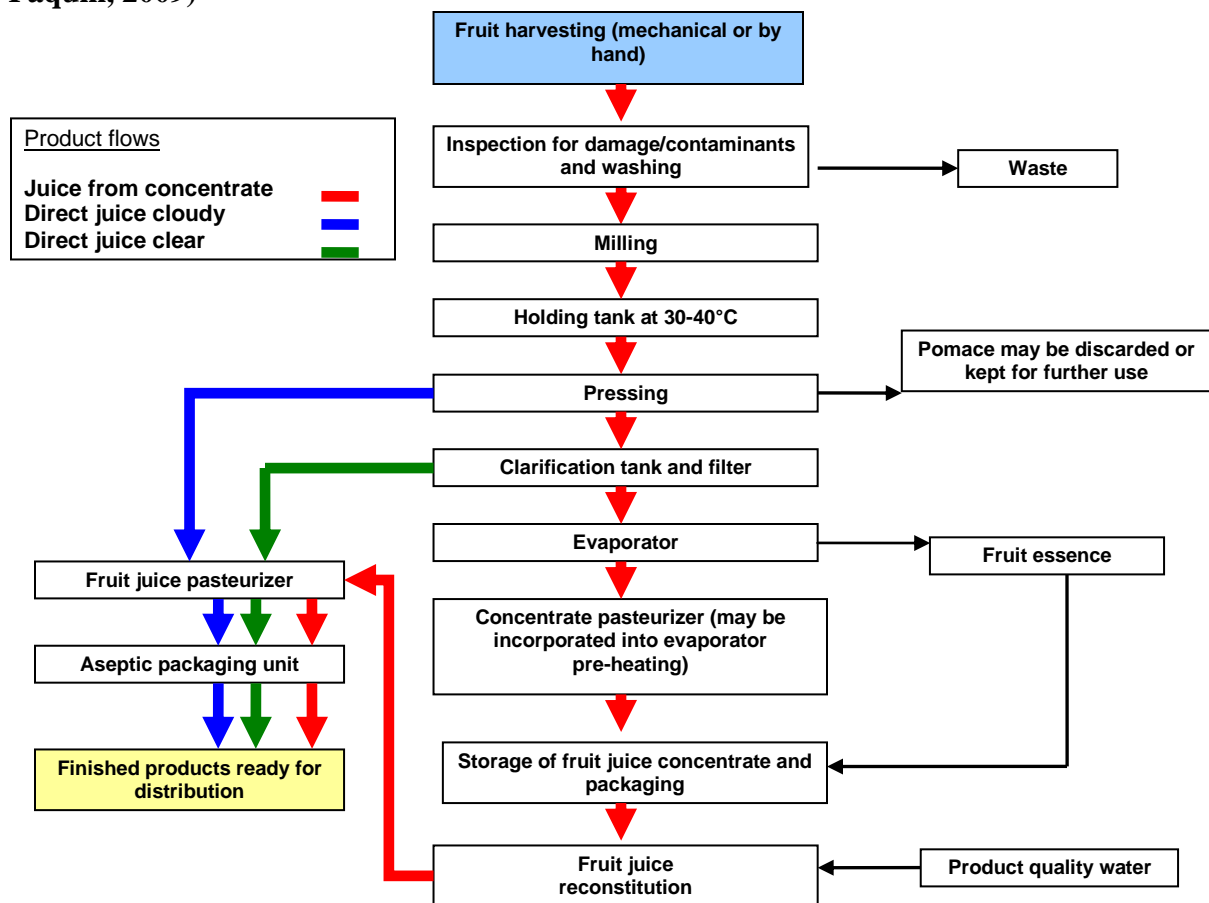 Paquin, 2009)
Fruit harvesting (mechanical or by
hand)
Product flows
Juice from concentrate
Direct juice cloudy
Direct juice clear
Inspection for damage/contaminants
and washing
Waste
Milling
Holding tank at 30-40°C
Pomace may be discarded or
kept for further use
Pressing
Clarification tank and filter
Evaporator
Fruit essence
Fruit juice pasteurizer
Concentrate pasteurizer (may be
incorporated into evaporator
pre-heating)
Aseptic packaging unit
Finished products ready for
distribution
Storage of fruit juice concentrate and
packaging
Fruit juice
reconstitution
Product quality water